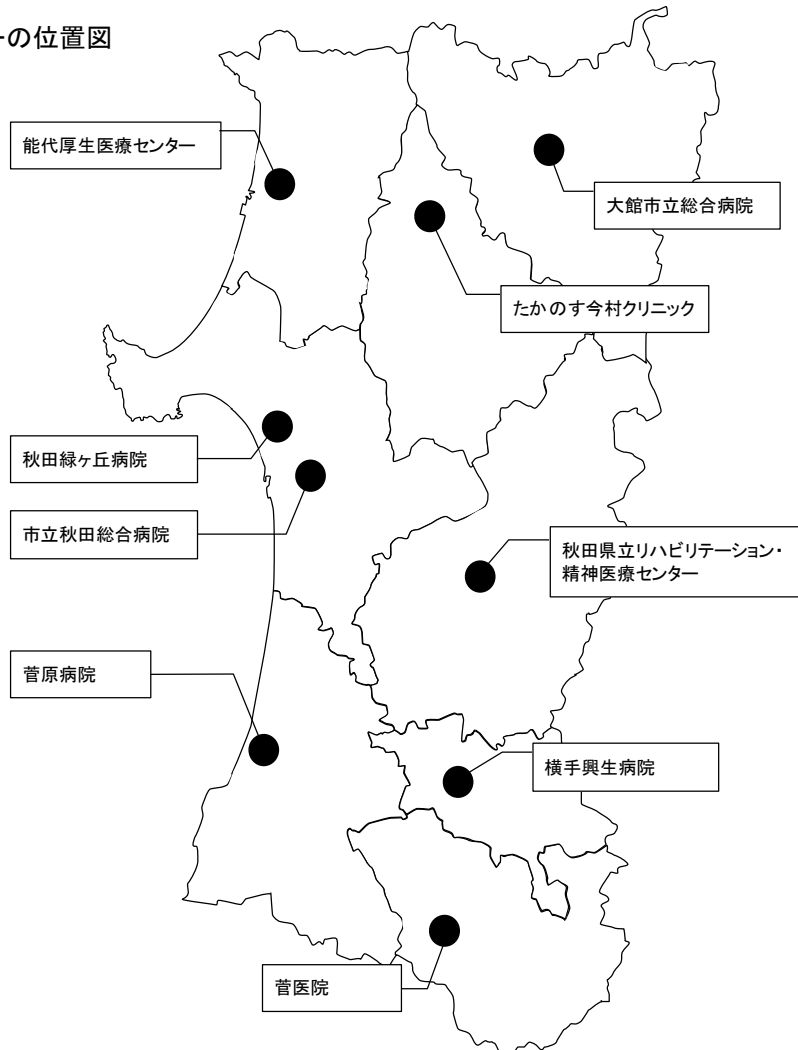 ーの位置図
能代厚生医療センター
大館市立総合病院
たかのす今村クリニック
秋田緑ヶ丘病院
市立秋田総合病院
秋田県立リハビリテーション・
精神医療センター
菅原病院
横手興生病院
菅医院